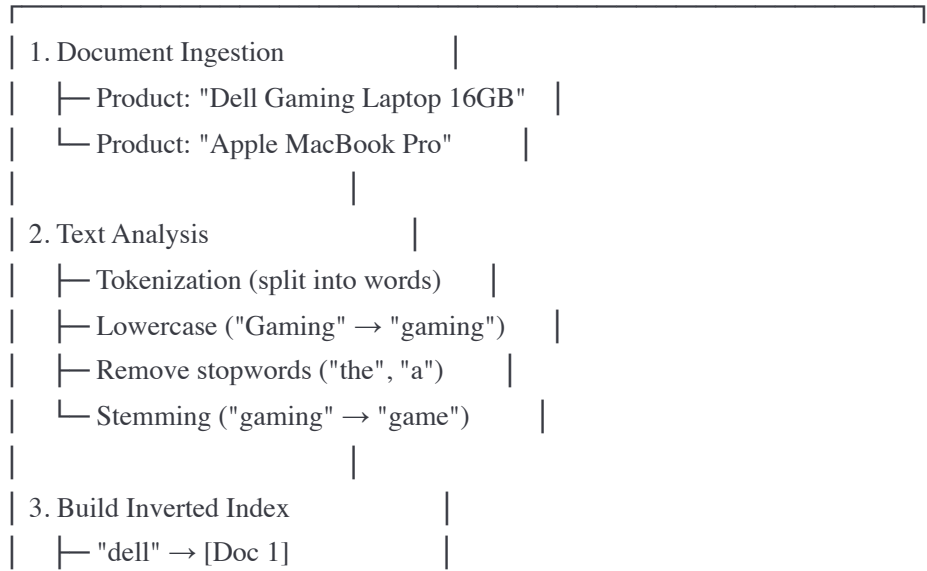 ┌─────────────────────────────────────────────────────────┐
│ 1. Document Ingestion │
│ ├─ Product: "Dell Gaming Laptop 16GB" │
│ └─ Product: "Apple MacBook Pro" │
│ │
│ 2. Text Analysis │
│ ├─ Tokenization (split into words) │
│ ├─ Lowercase ("Gaming" → "gaming") │
│ ├─ Remove stopwords ("the", "a") │
│ └─ Stemming ("gaming" → "game") │
│ │
│ 3. Build Inverted Index │
│ ├─ "dell" → [Doc 1] │